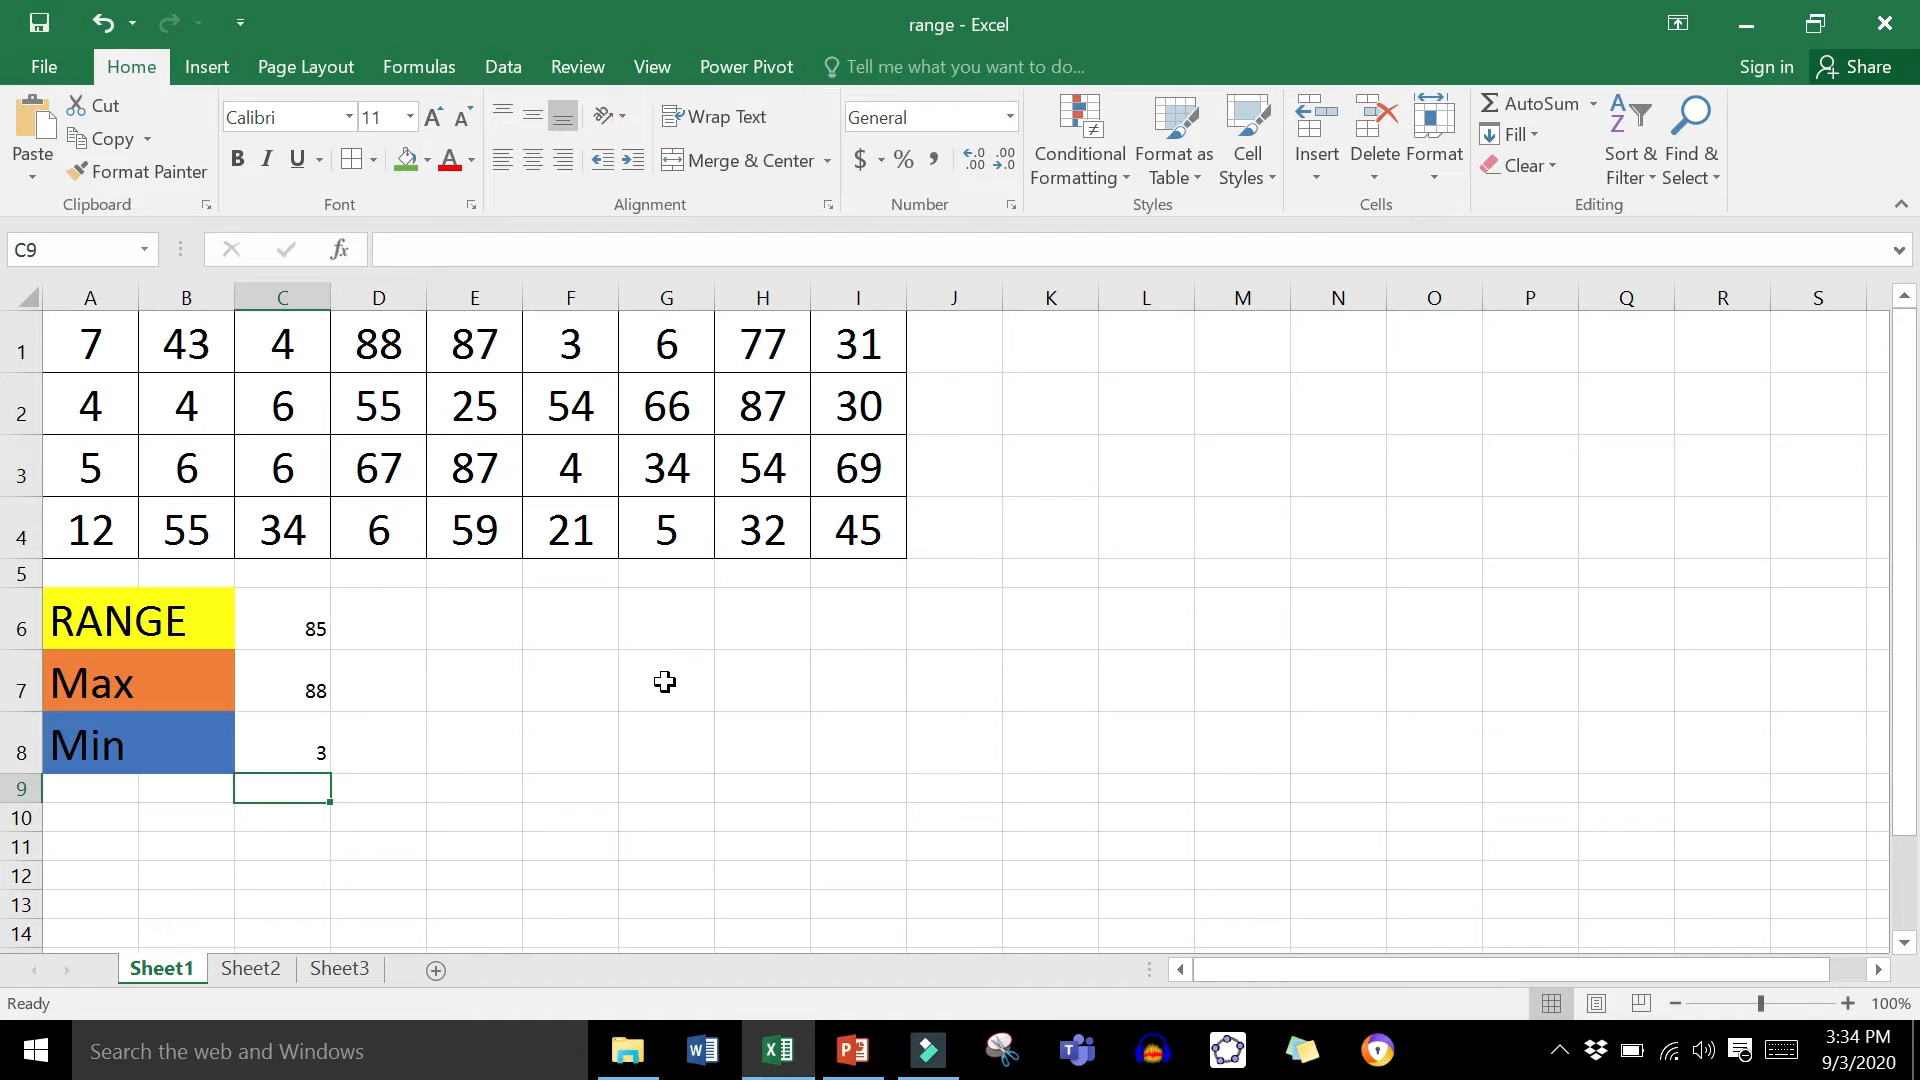 range - Excel
File Home Insert Page Layout Formulas Data Review View Power Pivot Tell me what you want to do... Sign in Share
Paste Cut Copy Format Painter Clipboard
Calibri 11 A A B I U A Font
Wrap Text Merge & Center Alignment
General $ % , .0 .00 .00 .0 Number
Conditional Formatting Format as Table Cell Styles Styles
Insert Delete Format Cells
AutoSum Fill Clear Sort & Filter Find & Select Editing
C9 fx
A B C D E F G H I J K L M N O P Q R S
1 7 43 4 88 87 3 6 77 31
2 4 4 6 55 25 54 66 87 30
3 5 6 6 67 87 4 34 54 69
4 12 55 34 6 59 21 5 32 45
5
6 RANGE 85
7 Max 88
8 Min 3
9
10
11
12
13
14
Sheet1 Sheet2 Sheet3
Ready 100%
Search the web and Windows 3:34 PM
9/3/2020